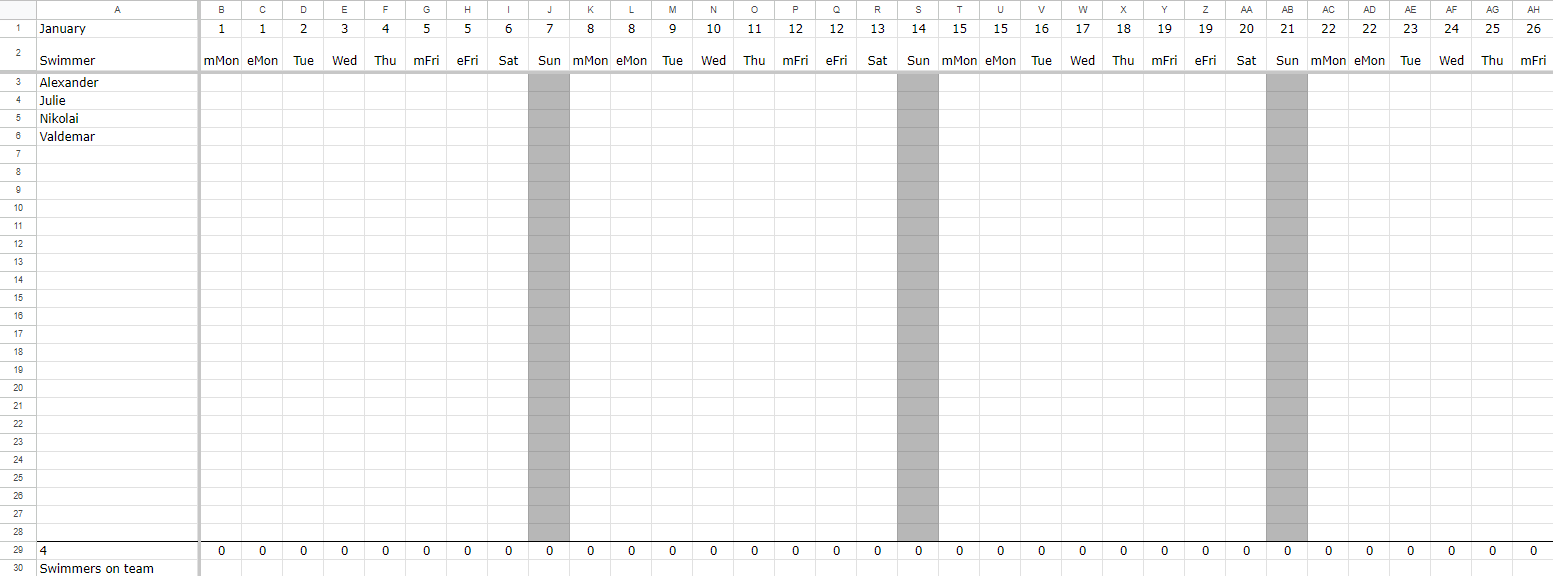 A B C D E F G H I J K L M N O P Q R S T U V W X Y Z AA AB AC AD AE AF AG AH
1 January 1 1 2 3 4 5 5 6 7 8 8 9 10 11 12 12 13 14 15 15 16 17 18 19 19 20 21 22 22 23 24 25 26
2 Swimmer mMon eMon Tue Wed Thu mFri eFri Sat Sun mMon eMon Tue Wed Thu mFri eFri Sat Sun mMon eMon Tue Wed Thu mFri eFri Sat Sun mMon eMon Tue Wed Thu mFri
3 Alexander
4 Julie
5 Nikolai
6 Valdemar
7
8
9
10
11
12
13
14
15
16
17
18
19
20
21
22
23
24
25
26
27
28
29 4 0 0 0 0 0 0 0 0 0 0 0 0 0 0 0 0 0 0 0 0 0 0 0 0 0 0 0 0 0 0 0 0 0
30 Swimmers on team